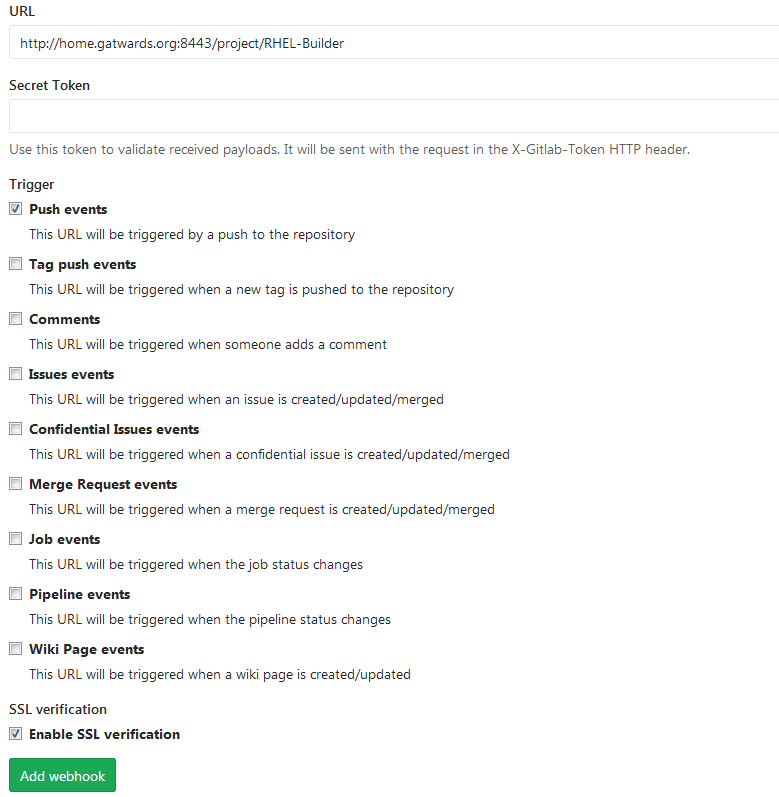 URL
http://home.gatwards.org:8443/project/RHEL-Builder
Secret Token
Use this token to validate received payloads. It will be sent with the request in the X-Gitlab-Token HTTP header.
Trigger
Push events
This URL will be triggered by a push to the repository
Tag push events
This URL will be triggered when a new tag is pushed to the repository
Comments
This URL will be triggered when someone adds a comment
Issues events
This URL will be triggered when an issue is created/updated/merged
Confidential Issues events
This URL will be triggered when a confidential issue is created/updated/merged
Merge Request events
This URL will be triggered when a merge request is created/updated/merged
Job events
This URL will be triggered when the job status changes
Pipeline events
This URL will be triggered when the pipeline status changes
Wiki Page events
This URL will be triggered when a wiki page is created/updated
SSL verification
Enable SSL verification
Add webhook